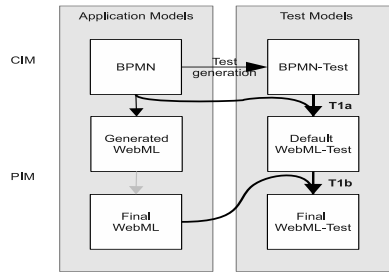 Application Models
Test Models
CIM
BPMN
Test
generation
BPMN-Test
T1a
Generated
WebML
Default
WebML-Test
PIM
T1b
Final
WebML
Final
WebML-Test